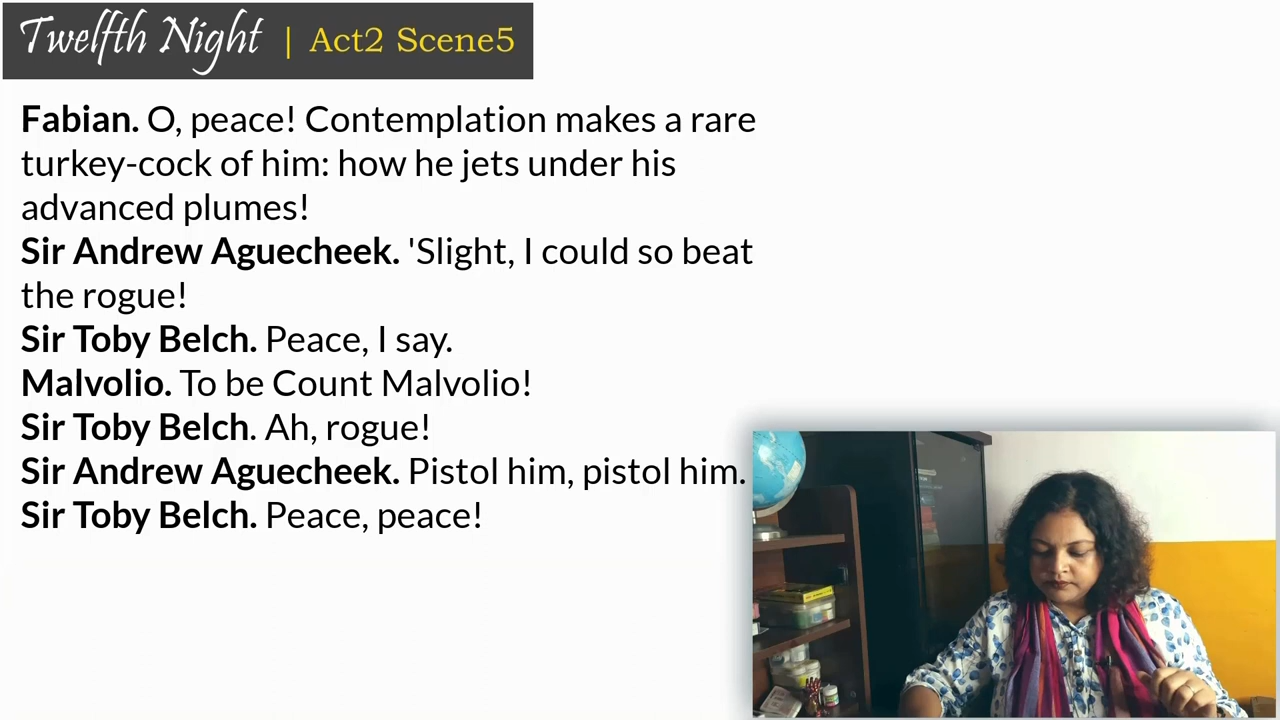 Twelfth Night | Act2 Scene5
Fabian. O, peace! Contemplation makes a rare
turkey-cock of him: how he jets under his
advanced plumes!
Sir Andrew Aguecheek. 'Slight, I could so beat
the rogue!
Sir Toby Belch. Peace, I say.
Malvolio. To be Count Malvolio!
Sir Toby Belch. Ah, rogue!
Sir Andrew Aguecheek. Pistol him, pistol him.
Sir Toby Belch. Peace, peace!